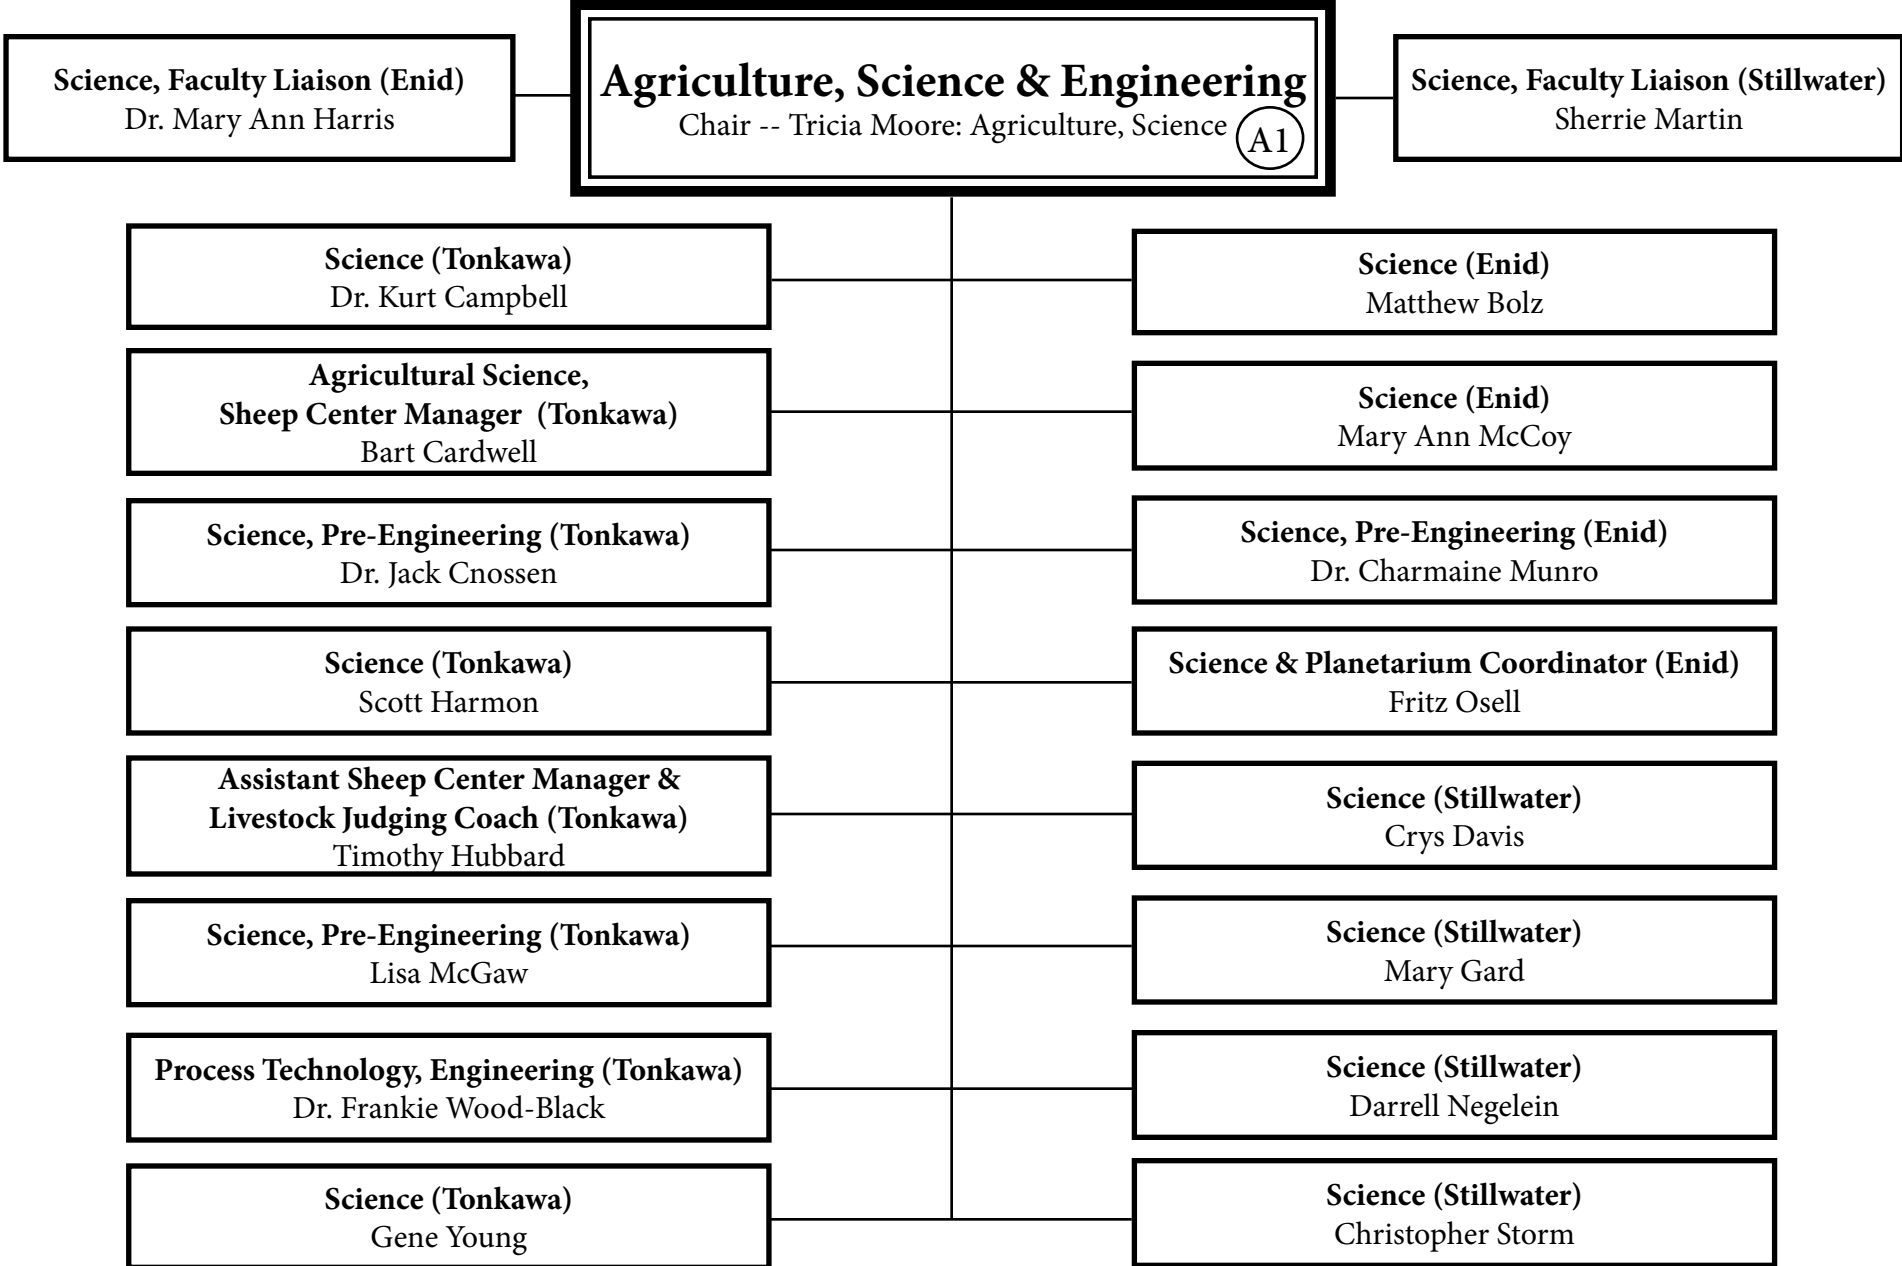 Science, Faculty Liaison (Enid)
Dr. Mary Ann Harris
Agriculture, Science & Engineering
Chair -- Tricia Moore: Agriculture, Science
A1
Science, Faculty Liaison (Stillwater)
Sherrie Martin
Science (Tonkawa)
Dr. Kurt Campbell
Science (Enid)
Matthew Bolz
Agricultural Science,
Sheep Center Manager  (Tonkawa)
Bart Cardwell
Science (Enid)
Mary Ann McCoy
Science, Pre-Engineering (Tonkawa)
Dr. Jack Cnossen
Science, Pre-Engineering (Enid)
Dr. Charmaine Munro
Science (Tonkawa)
Scott Harmon
Science & Planetarium Coordinator (Enid)
Fritz Osell
Assistant Sheep Center Manager &
Livestock Judging Coach (Tonkawa)
Timothy Hubbard
Science (Stillwater)
Crys Davis
Science, Pre-Engineering (Tonkawa)
Lisa McGaw
Science (Stillwater)
Mary Gard
Process Technology, Engineering (Tonkawa)
Dr. Frankie Wood-Black
Science (Stillwater)
Darrell Negelein
Science (Tonkawa)
Gene Young
Science (Stillwater)
Christopher Storm